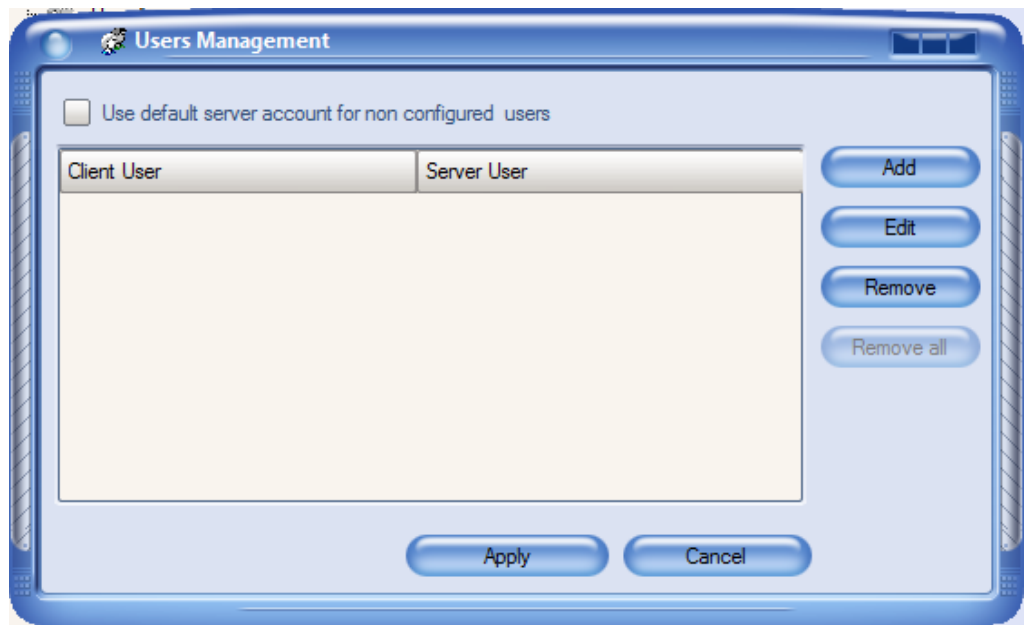 Users Management
Use default server account for non configured users
Client User
Server User
Add
Edit
Remove
Remove all
Apply
Cancel